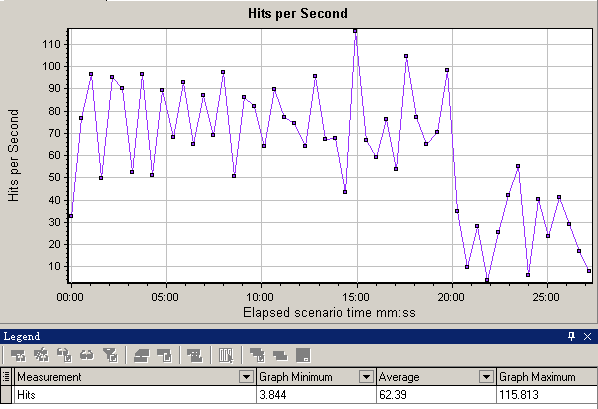 Hits per Second
Hits per Second
110
100
90
80
70
60
50
40
30
20
10
00:00 05:00 10:00 15:00 20:00 25:00
Elapsed scenario time mm:ss
Legend
Measurement Graph Minimum Average Graph Maximum
Hits 3.844 62.39 115.813